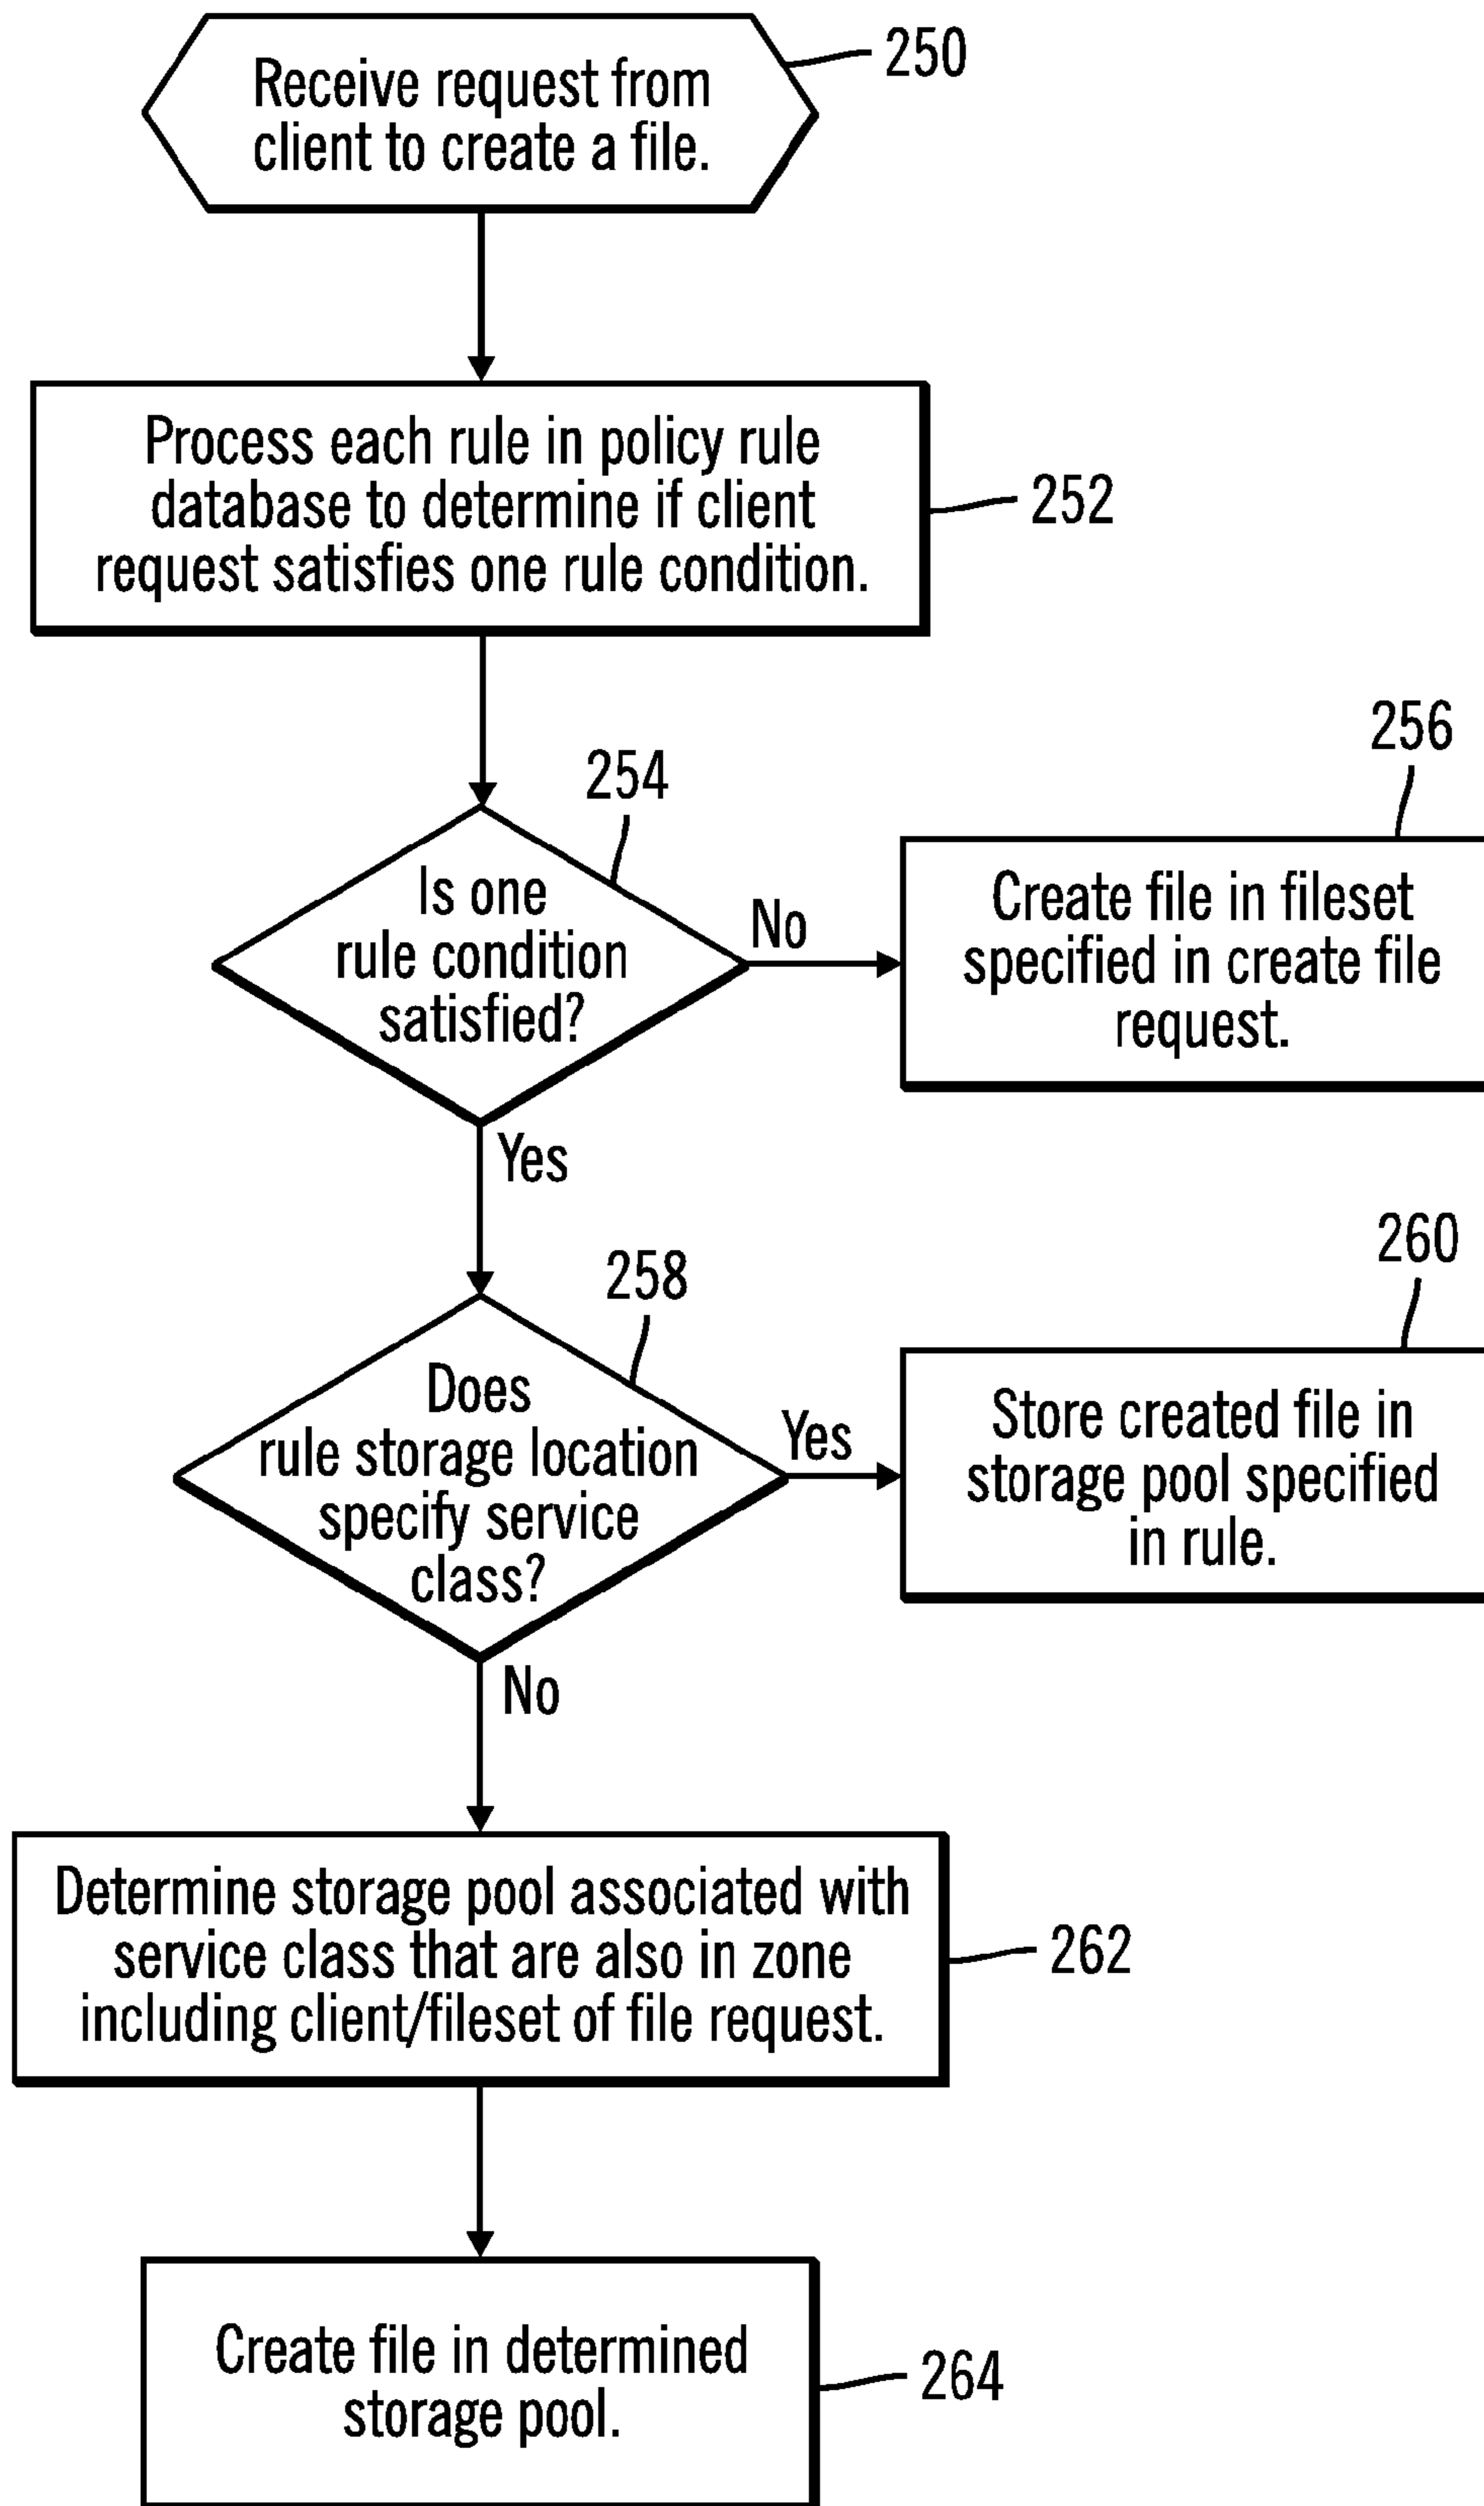 Receive request from
client to create a file.
250
Process each rule in policy rule
database to determine if client
request satisfies one rule condition.
252
254
Is one
rule condition
satisfied?
No
Yes
256
Create file in fileset
specified in create file
request.
258
Does
rule storage location
specify service
class?
Yes
No
260
Store created file in
storage pool specified
in rule.
Determine storage pool associated with
service class that are also in zone
including client/fileset of file request.
262
Create file in determined
storage pool.
264